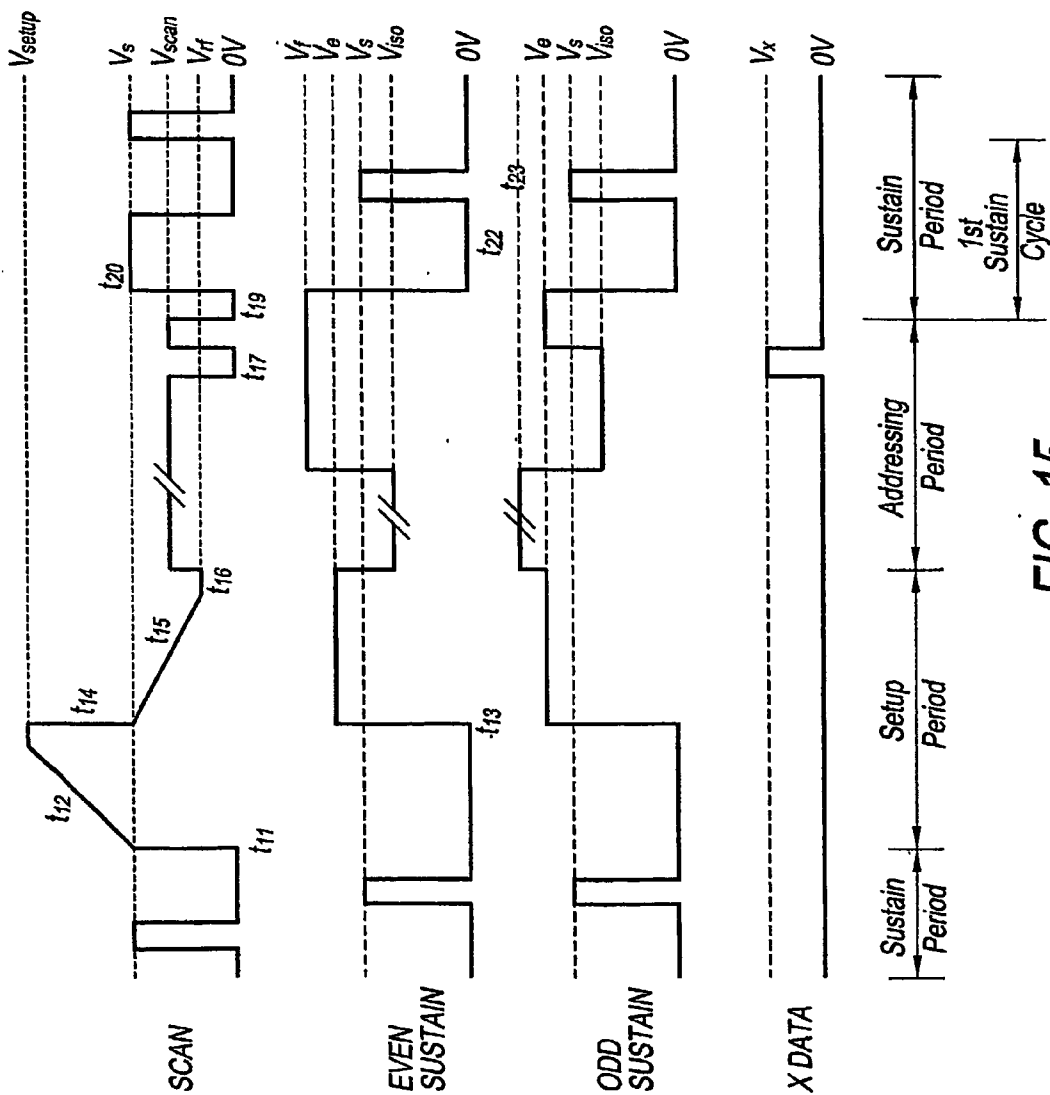 SCAN
Vsetup
Vs
Vscan
Vrf
0V
t11
t12
t14
t15
t16
t17
t19
t20
EVEN
SUSTAIN
Vf
Ve
Vs
Viso
0V
t13
t22
ODD
SUSTAIN
Ve
Vs
Viso
t23
X DATA
Vx
0V
Sustain
Period
Setup
Period
Addressing
Period
Sustain
Period
1st
Sustain
Cycle